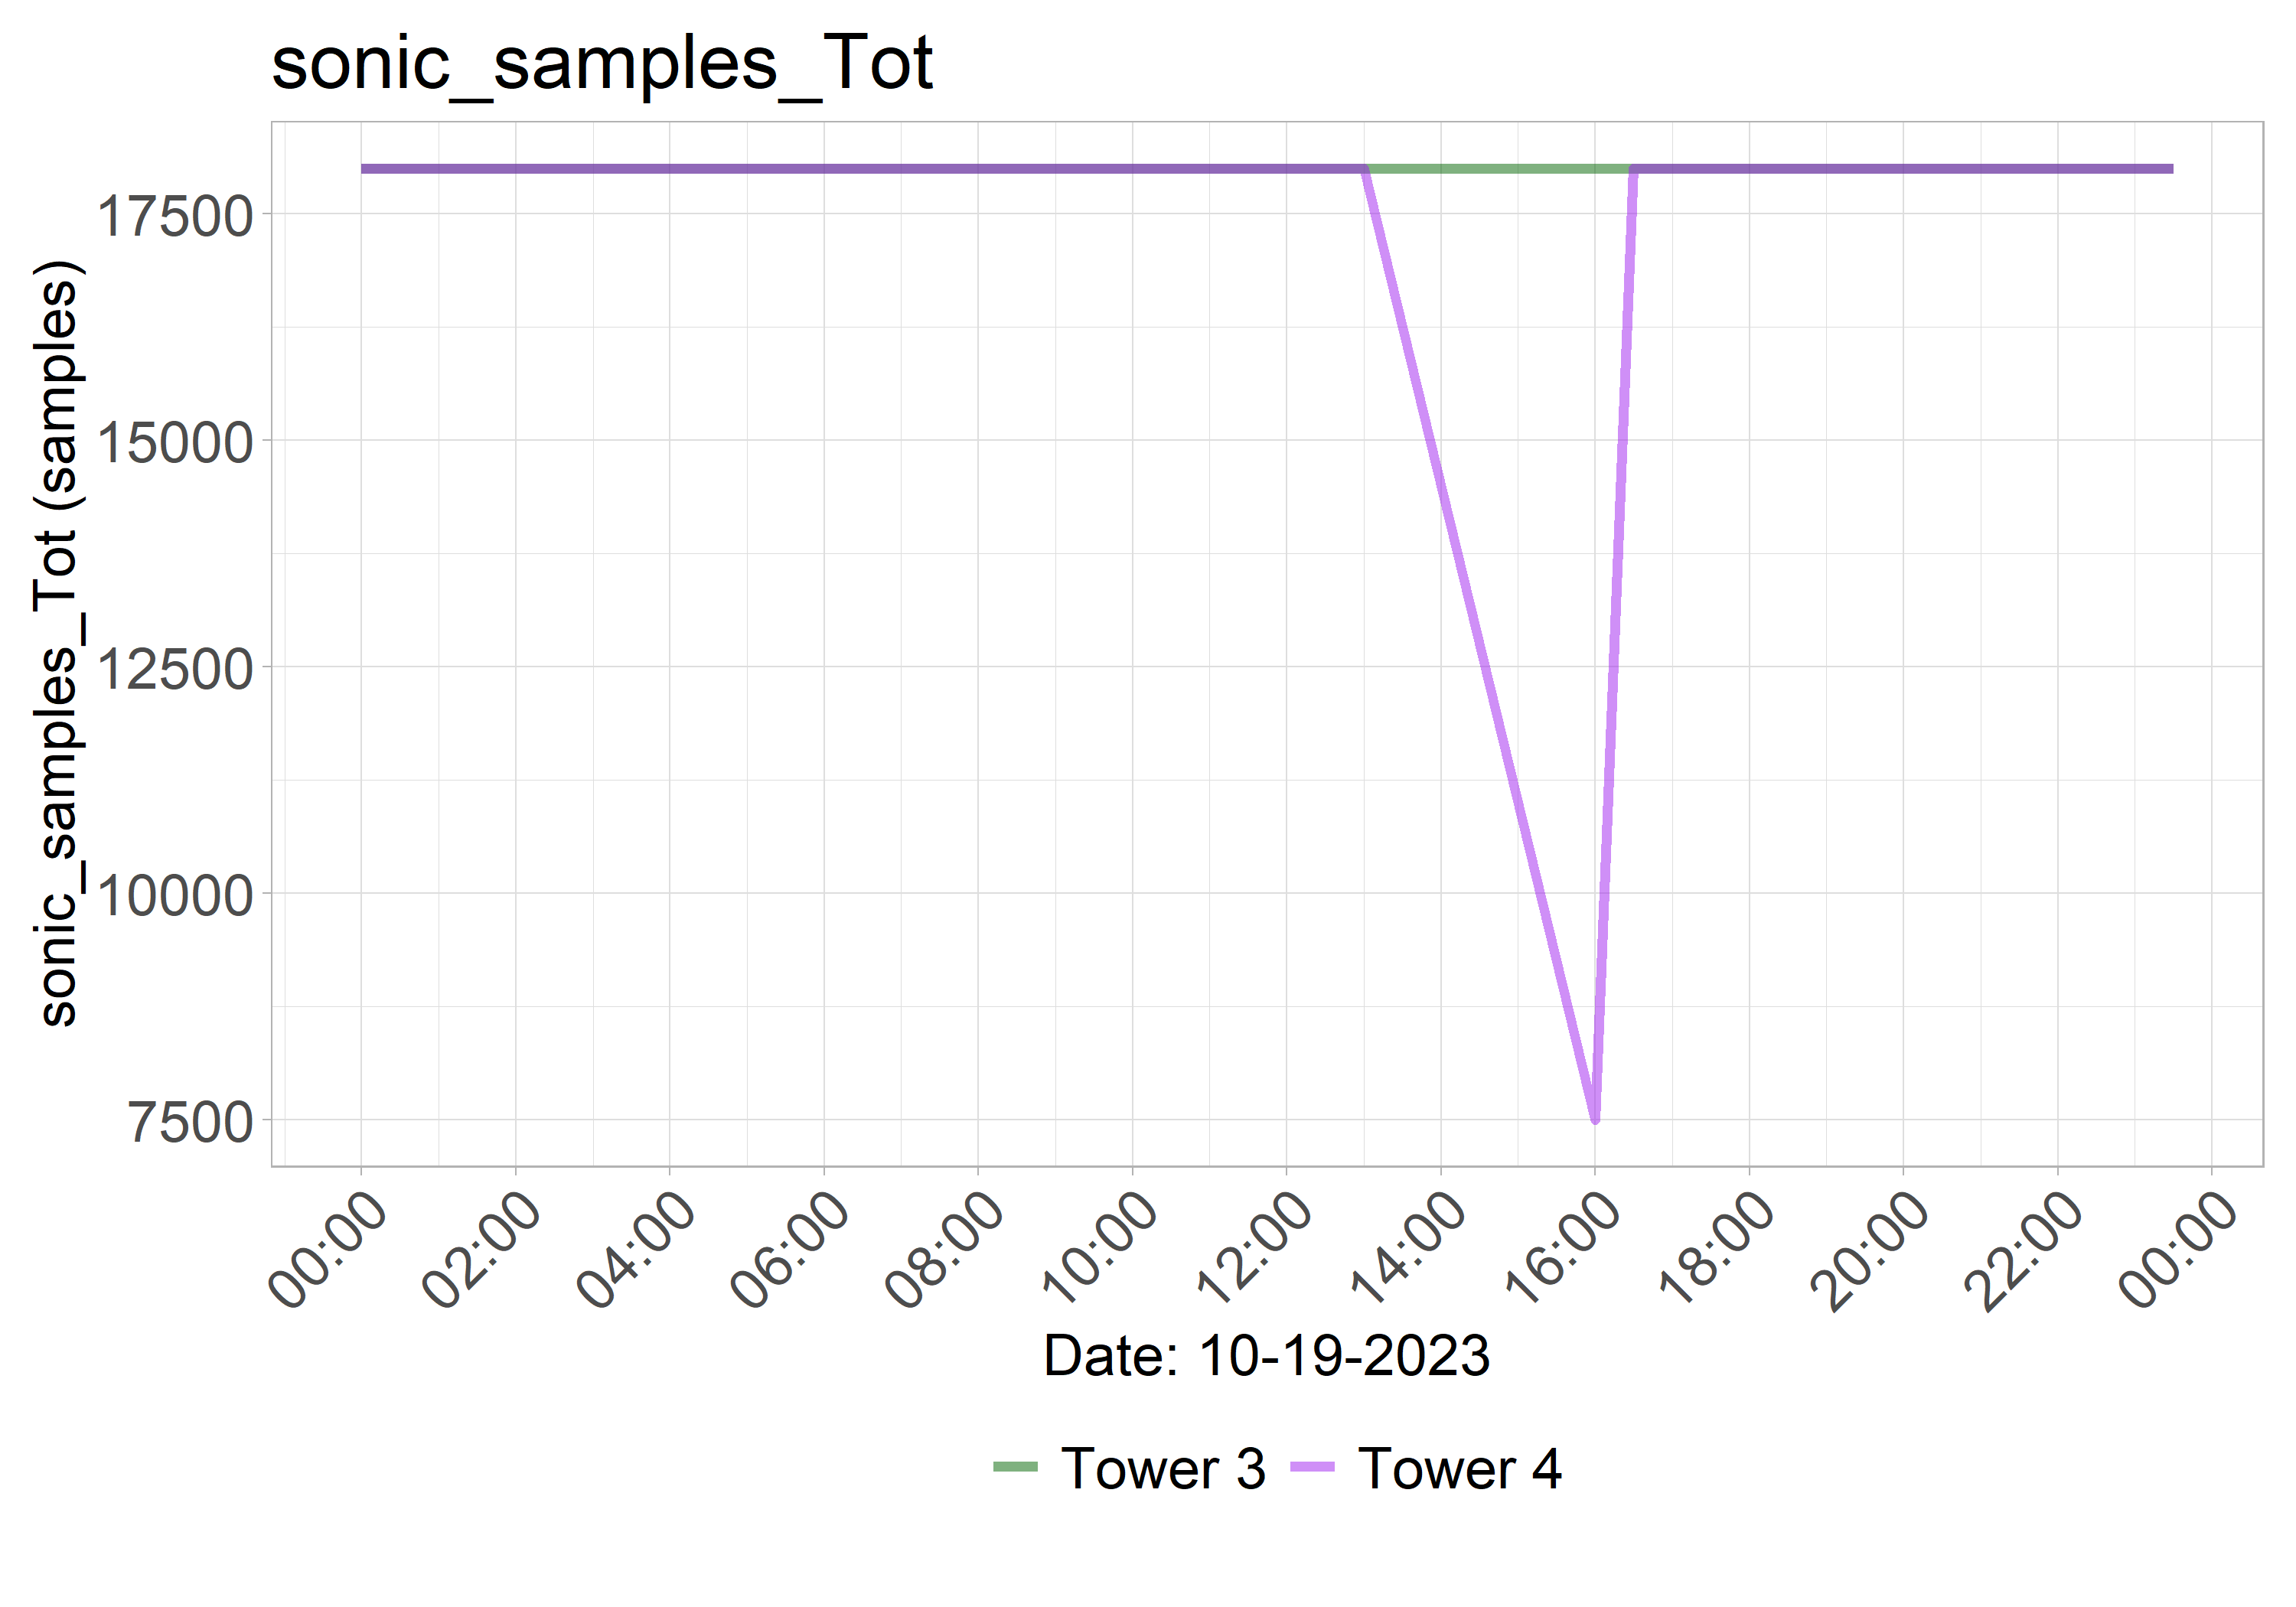 sonic_samples_Tot
sonic_samples_Tot (samples)
17500
15000
12500
10000
7500
00:00 02:00 04:00 06:00 08:00 10:00 12:00 14:00 16:00 18:00 20:00 22:00 00:00
Date: 10-19-2023
Tower 3 Tower 4